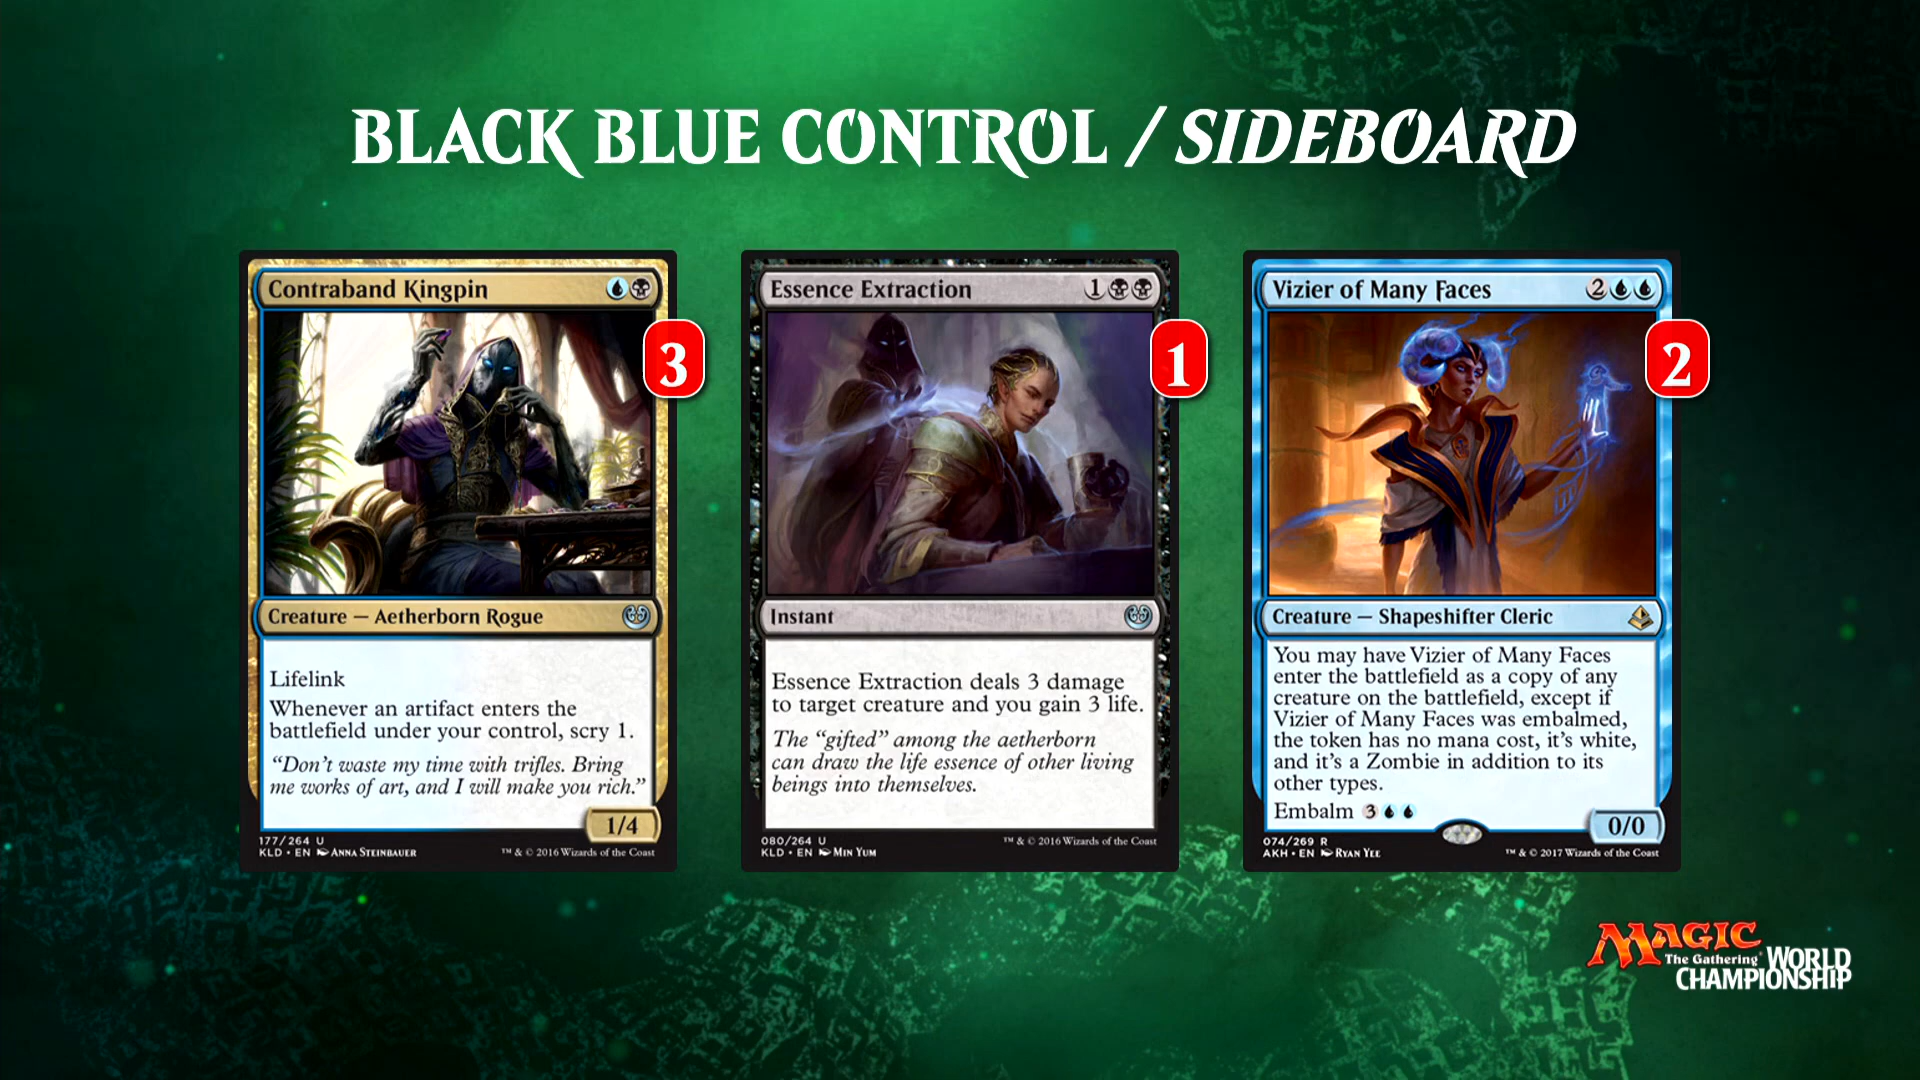 BLACK BLUE CONTROL / SIDEBOARD
Contraband Kingpin
3
Creature — Aetherborn Rogue
Lifelink
Whenever an artifact enters the
battlefield under your control, scry 1.
“Don’t waste my time with trifles. Bring
me works of art, and I will make you rich.”
1/4
177/264 U
KLD • EN Anna Steinbauer
™ & © 2016 Wizards of the Coast
Essence Extraction
1
1
Instant
Essence Extraction deals 3 damage
to target creature and you gain 3 life.
The “gifted” among the aetherborn
can draw the life essence of other living
beings into themselves.
080/264 U
KLD • EN Min Yum
™ & © 2016 Wizards of the Coast
Vizier of Many Faces
2
2
Creature — Shapeshifter Cleric
You may have Vizier of Many Faces
enter the battlefield as a copy of any
creature on the battlefield, except if
Vizier of Many Faces was embalmed,
the token has no mana cost, it’s white,
and it’s a Zombie in addition to its
other types.
Embalm 3
0/0
074/269 R
AKH • EN Ryan Yee
™ & © 2017 Wizards of the Coast
Magic
The Gathering
WORLD
CHAMPIONSHIP